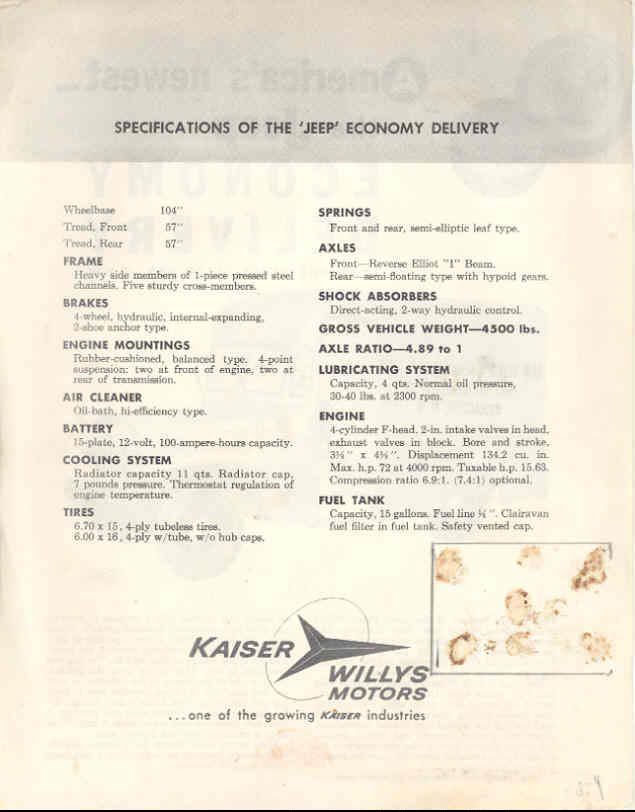 SPECIFICATIONS OF THE 'JEEP' ECONOMY DELIVERY
Wheelbase 104"
Tread, Front 57"
Tread, Rear 57"
FRAME
Heavy side members of 1-piece pressed steel
channels. Five sturdy cross-members.
BRAKES
4-wheel, hydraulic, internal-expanding,
2-shoe anchor type.
ENGINE MOUNTINGS
Rubber-cushioned, balanced type. 4-point
suspension: two at front of engine, two at
rear of transmission.
AIR CLEANER
Oil-bath, hi-efficiency type.
BATTERY
15-plate, 12-volt, 100-ampere-hours capacity.
COOLING SYSTEM
Radiator capacity 11 qts. Radiator cap,
7 pounds pressure. Thermostat regulation of
engine temperature.
TIRES
6.70 x 15, 4-ply tubeless tires.
6.00 x 16, 4-ply w/tube, w/o hub caps.
SPRINGS
Front and rear, semi-elliptic leaf type.
AXLES
Front—Reverse Elliot "I" Beam.
Rear—semi-floating type with hypoid gears.
SHOCK ABSORBERS
Direct-acting, 2-way hydraulic control.
GROSS VEHICLE WEIGHT—4500 lbs.
AXLE RATIO—4.89 to 1
LUBRICATING SYSTEM
Capacity, 4 qts. Normal oil pressure,
30-40 lbs. at 2300 rpm.
ENGINE
4-cylinder F-head. 2-in. intake valves in head,
exhaust valves in block. Bore and stroke,
3⅛" x 4⅜". Displacement 134.2 cu. in.
Max. h.p. 72 at 4000 rpm. Taxable h.p. 15.63.
Compression ratio 6.9:1. (7.4:1) optional.
FUEL TANK
Capacity, 15 gallons. Fuel line ". Clairavan
fuel filter in fuel tank. Safety vented cap.
KAISER
WILLYS
MOTORS
...one of the growing KAISER industries